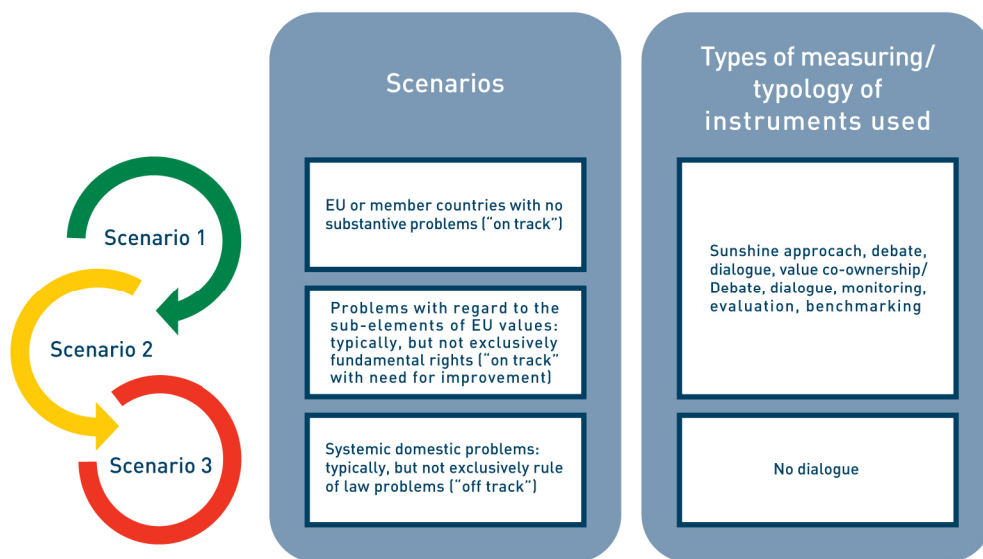 Scenarios
Types of measuring/
typology of
instruments used
Scenario 1
EU or member countries with no
substantive problems (“on track”)
Sunshine approcach, debate,
dialogue, value co-ownership/
Debate, dialogue, monitoring,
evaluation, benchmarking
Scenario 2
Problems with regard to the
sub-elements of EU values:
typically, but not exclusively
fundamental rights (“on track”
with need for improvement)
Scenario 3
Systemic domestic problems:
typically, but not exclusively rule
of law problems (“off track”)
No dialogue